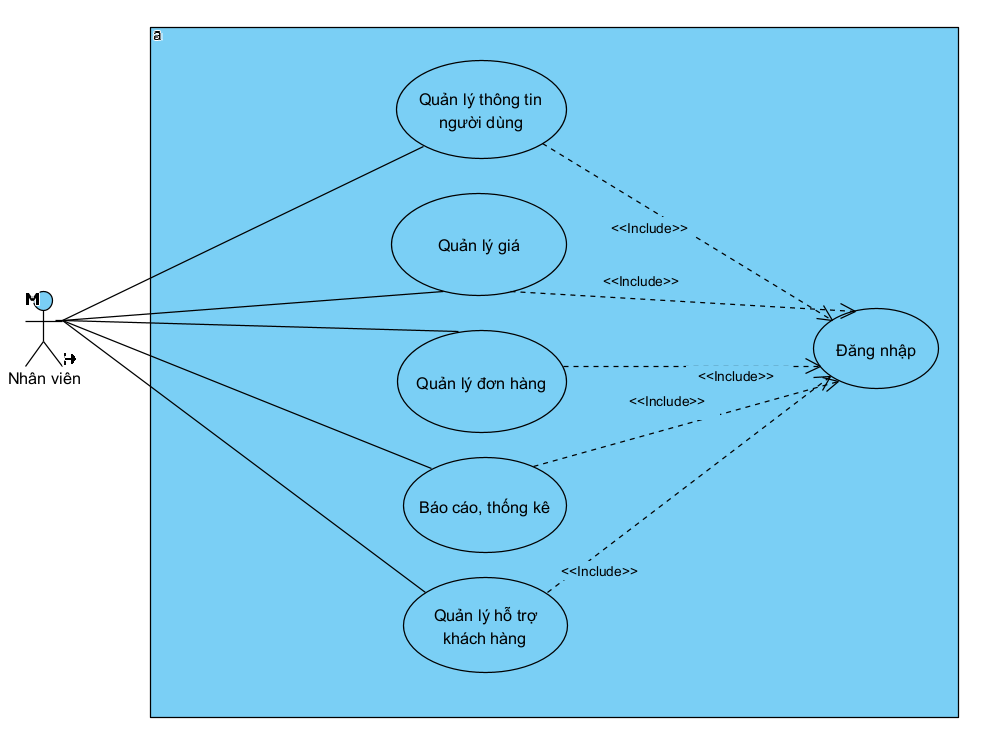 a
Quản lý thông tin
người dùng
<<Include>>
Quản lý giá
<<Include>>
M
Nhân viên
Đăng nhập
Quản lý đơn hàng
<<Include>>
<<Include>>
Báo cáo, thống kê
<<Include>>
Quản lý hỗ trợ
khách hàng